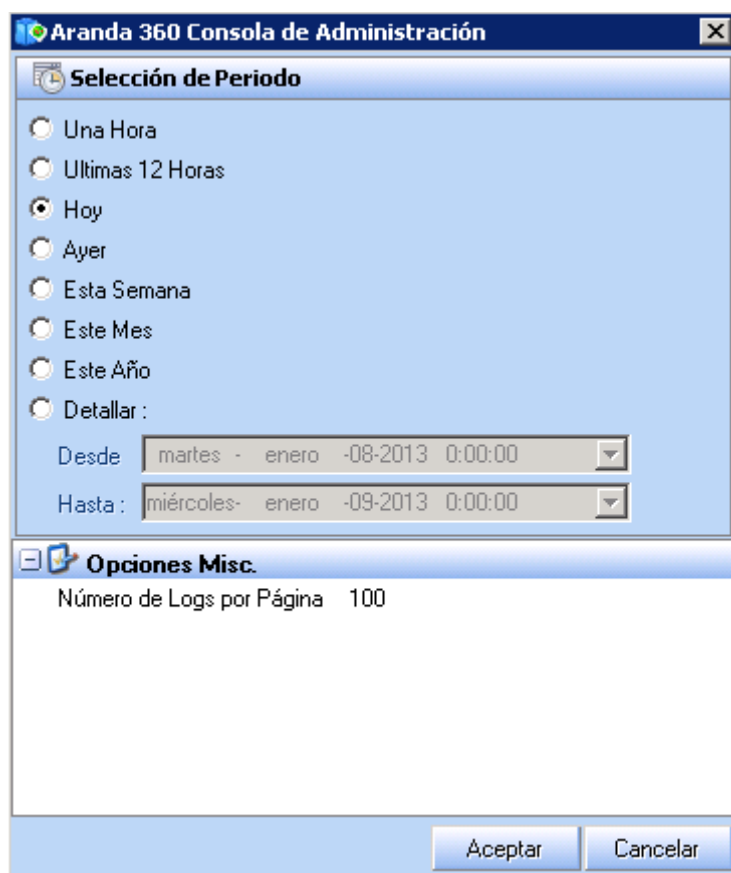 Aranda 360 Consola de Administración
Selección de Periodo
Una Hora
Ultimas 12 Horas
Hoy
Ayer
Esta Semana
Este Mes
Este Año
Detallar :
Desde martes - enero -08-2013 0:00:00
Hasta : miércoles- enero -09-2013 0:00:00
Opciones Misc.
Número de Logs por Página 100
Aceptar Cancelar